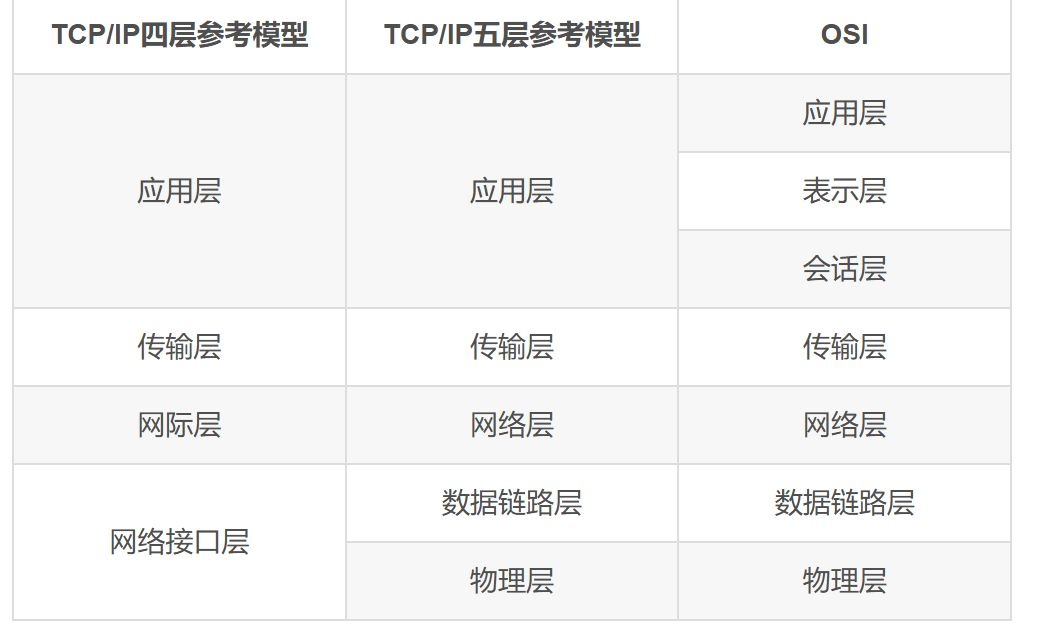 TCP/IP四层参考模型 TCP/IP五层参考模型 OSI
应用层 应用层 应用层
表示层
会话层
传输层 传输层 传输层
网际层 网络层 网络层
网络接口层 数据链路层 数据链路层
物理层 物理层